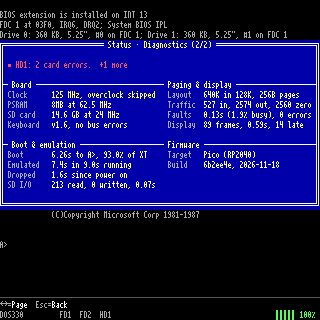 BIOS extension is installed on INT 13
FDC 1 at 03F0, IRQ6, DRQ2; System BIOS IPL
Drive 0: 360 KB, 5.25", #0 on FDC 1; Drive 1: 360 KB, 5.25", #1 on FDC 1
Status · Diagnostics (2/2)
HD1: 2 card errors. +1 more
Board
Clock 125 MHz, overclock skipped
PSRAM 8MB at 62.5 MHz
SD card 14.6 GB at 24 MHz
Keyboard v1.6, no bus errors
Paging & display
Layout 640K in 128K, 256B pages
Traffic 527 in, 2574 out, 2560 zero
Faults 0.13s (1.9% busy), 0 errors
Display 89 frames, 0.59s, 14 late
Boot & emulation
Boot 6.26s to A>, 93.0% of XT
Emulated 7.4s in 9.0s running
Dropped 1.6s since power on
SD I/O 213 read, 0 written, 0.07s
Firmware
Target Pico (RP2040)
Build 6b2ee4e, 2026-11-18
(C)Copyright Microsoft Corp 1981-1987
A>
↔=Page Esc=Back
DOS330 FD1 FD2 HD1 100%